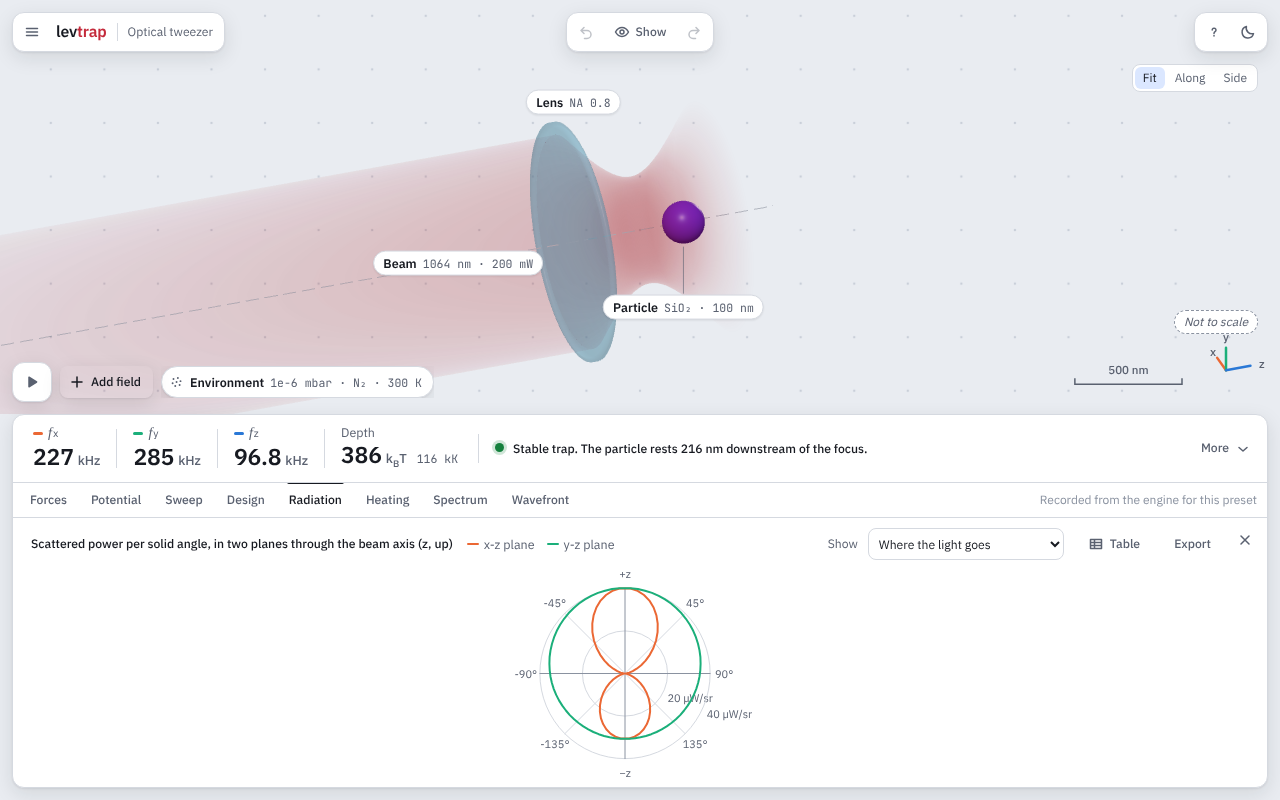 levtrap
Optical tweezer
Show
?
Fit Along Side
Lens NA 0.8
Beam 1064 nm · 200 mW
Particle SiO₂ · 100 nm
Not to scale
500 nm
x y z
Add field
Environment 1e-6 mbar · N₂ · 300 K
fx
227 kHz
fy
285 kHz
fz
96.8 kHz
Depth
386 kBT 116 kK
Stable trap. The particle rests 216 nm downstream of the focus.
More
Forces Potential Sweep Design Radiation Heating Spectrum Wavefront
Recorded from the engine for this preset
Scattered power per solid angle, in two planes through the beam axis (z, up)
x-z plane
y-z plane
Show
Where the light goes
Table
Export
+z
-45° 45°
-90° 90°
20 µW/sr
40 µW/sr
-135° 135°
−z